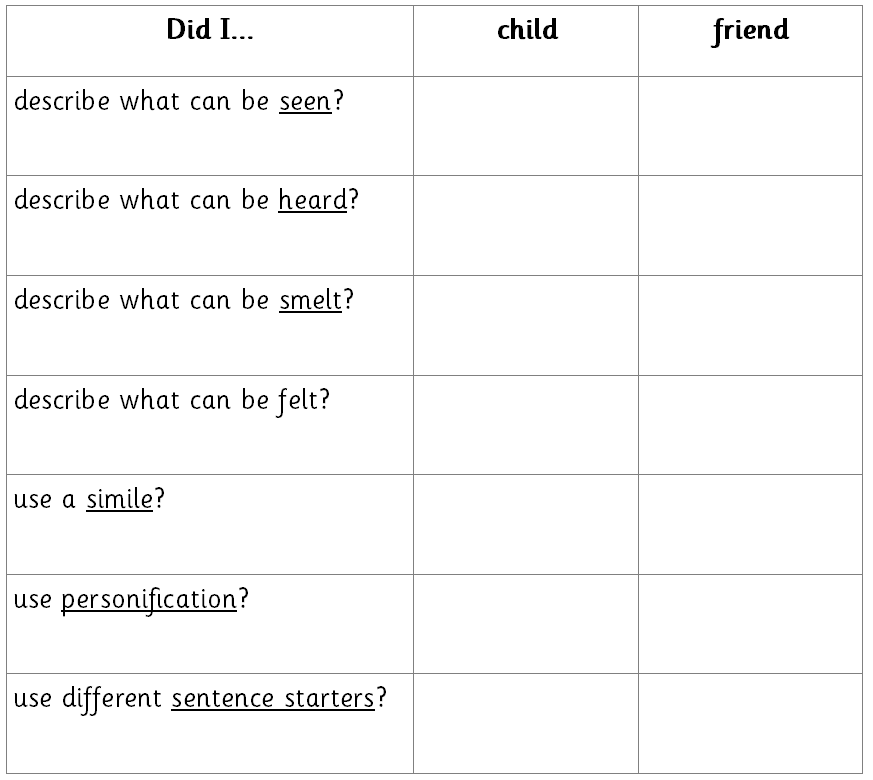 Did I... child friend
describe what can be seen?
describe what can be heard?
describe what can be smelt?
describe what can be felt?
use a simile?
use personification?
use different sentence starters?